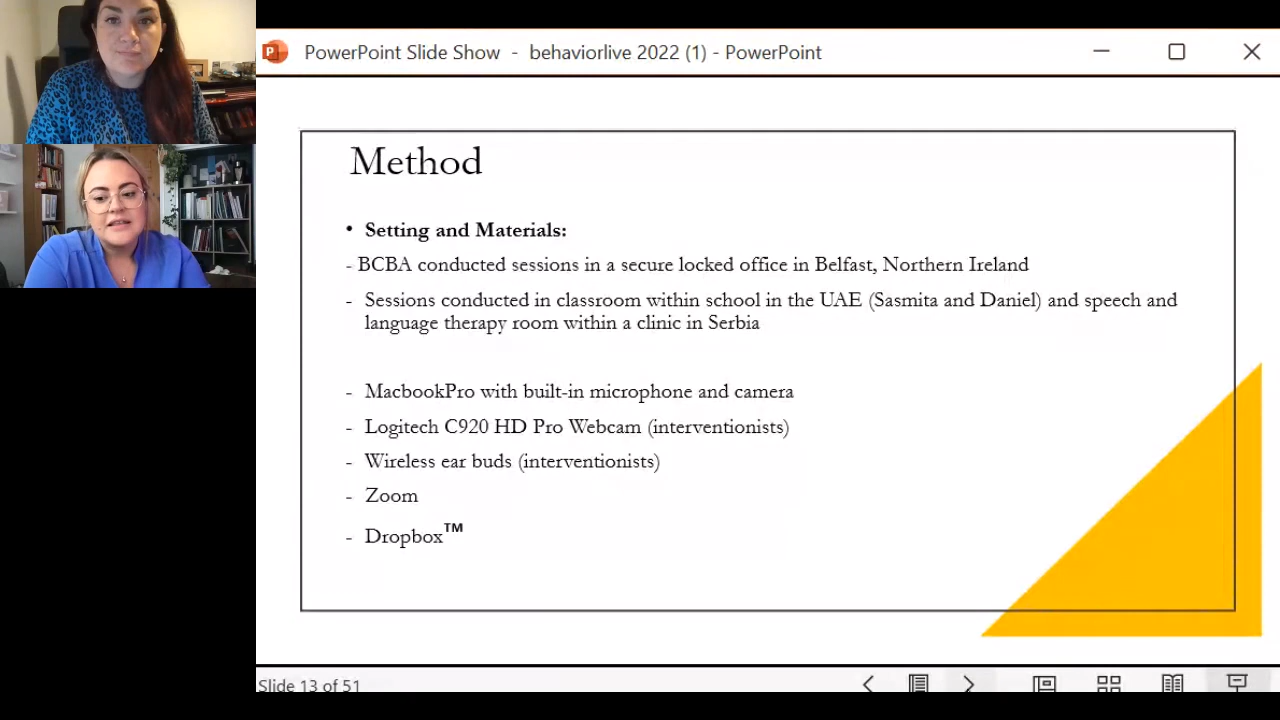 PowerPoint Slide Show - behaviorlive 2022 (1) - PowerPoint
Method
• Setting and Materials:
- BCBA conducted sessions in a secure locked office in Belfast, Northern Ireland
- Sessions conducted in classroom within school in the UAE (Sasmita and Daniel) and speech and
language therapy room within a clinic in Serbia
- MacbookPro with built-in microphone and camera
- Logitech C920 HD Pro Webcam (interventionists)
- Wireless ear buds (interventionists)
- Zoom
- Dropbox™
Slide 13 of 51